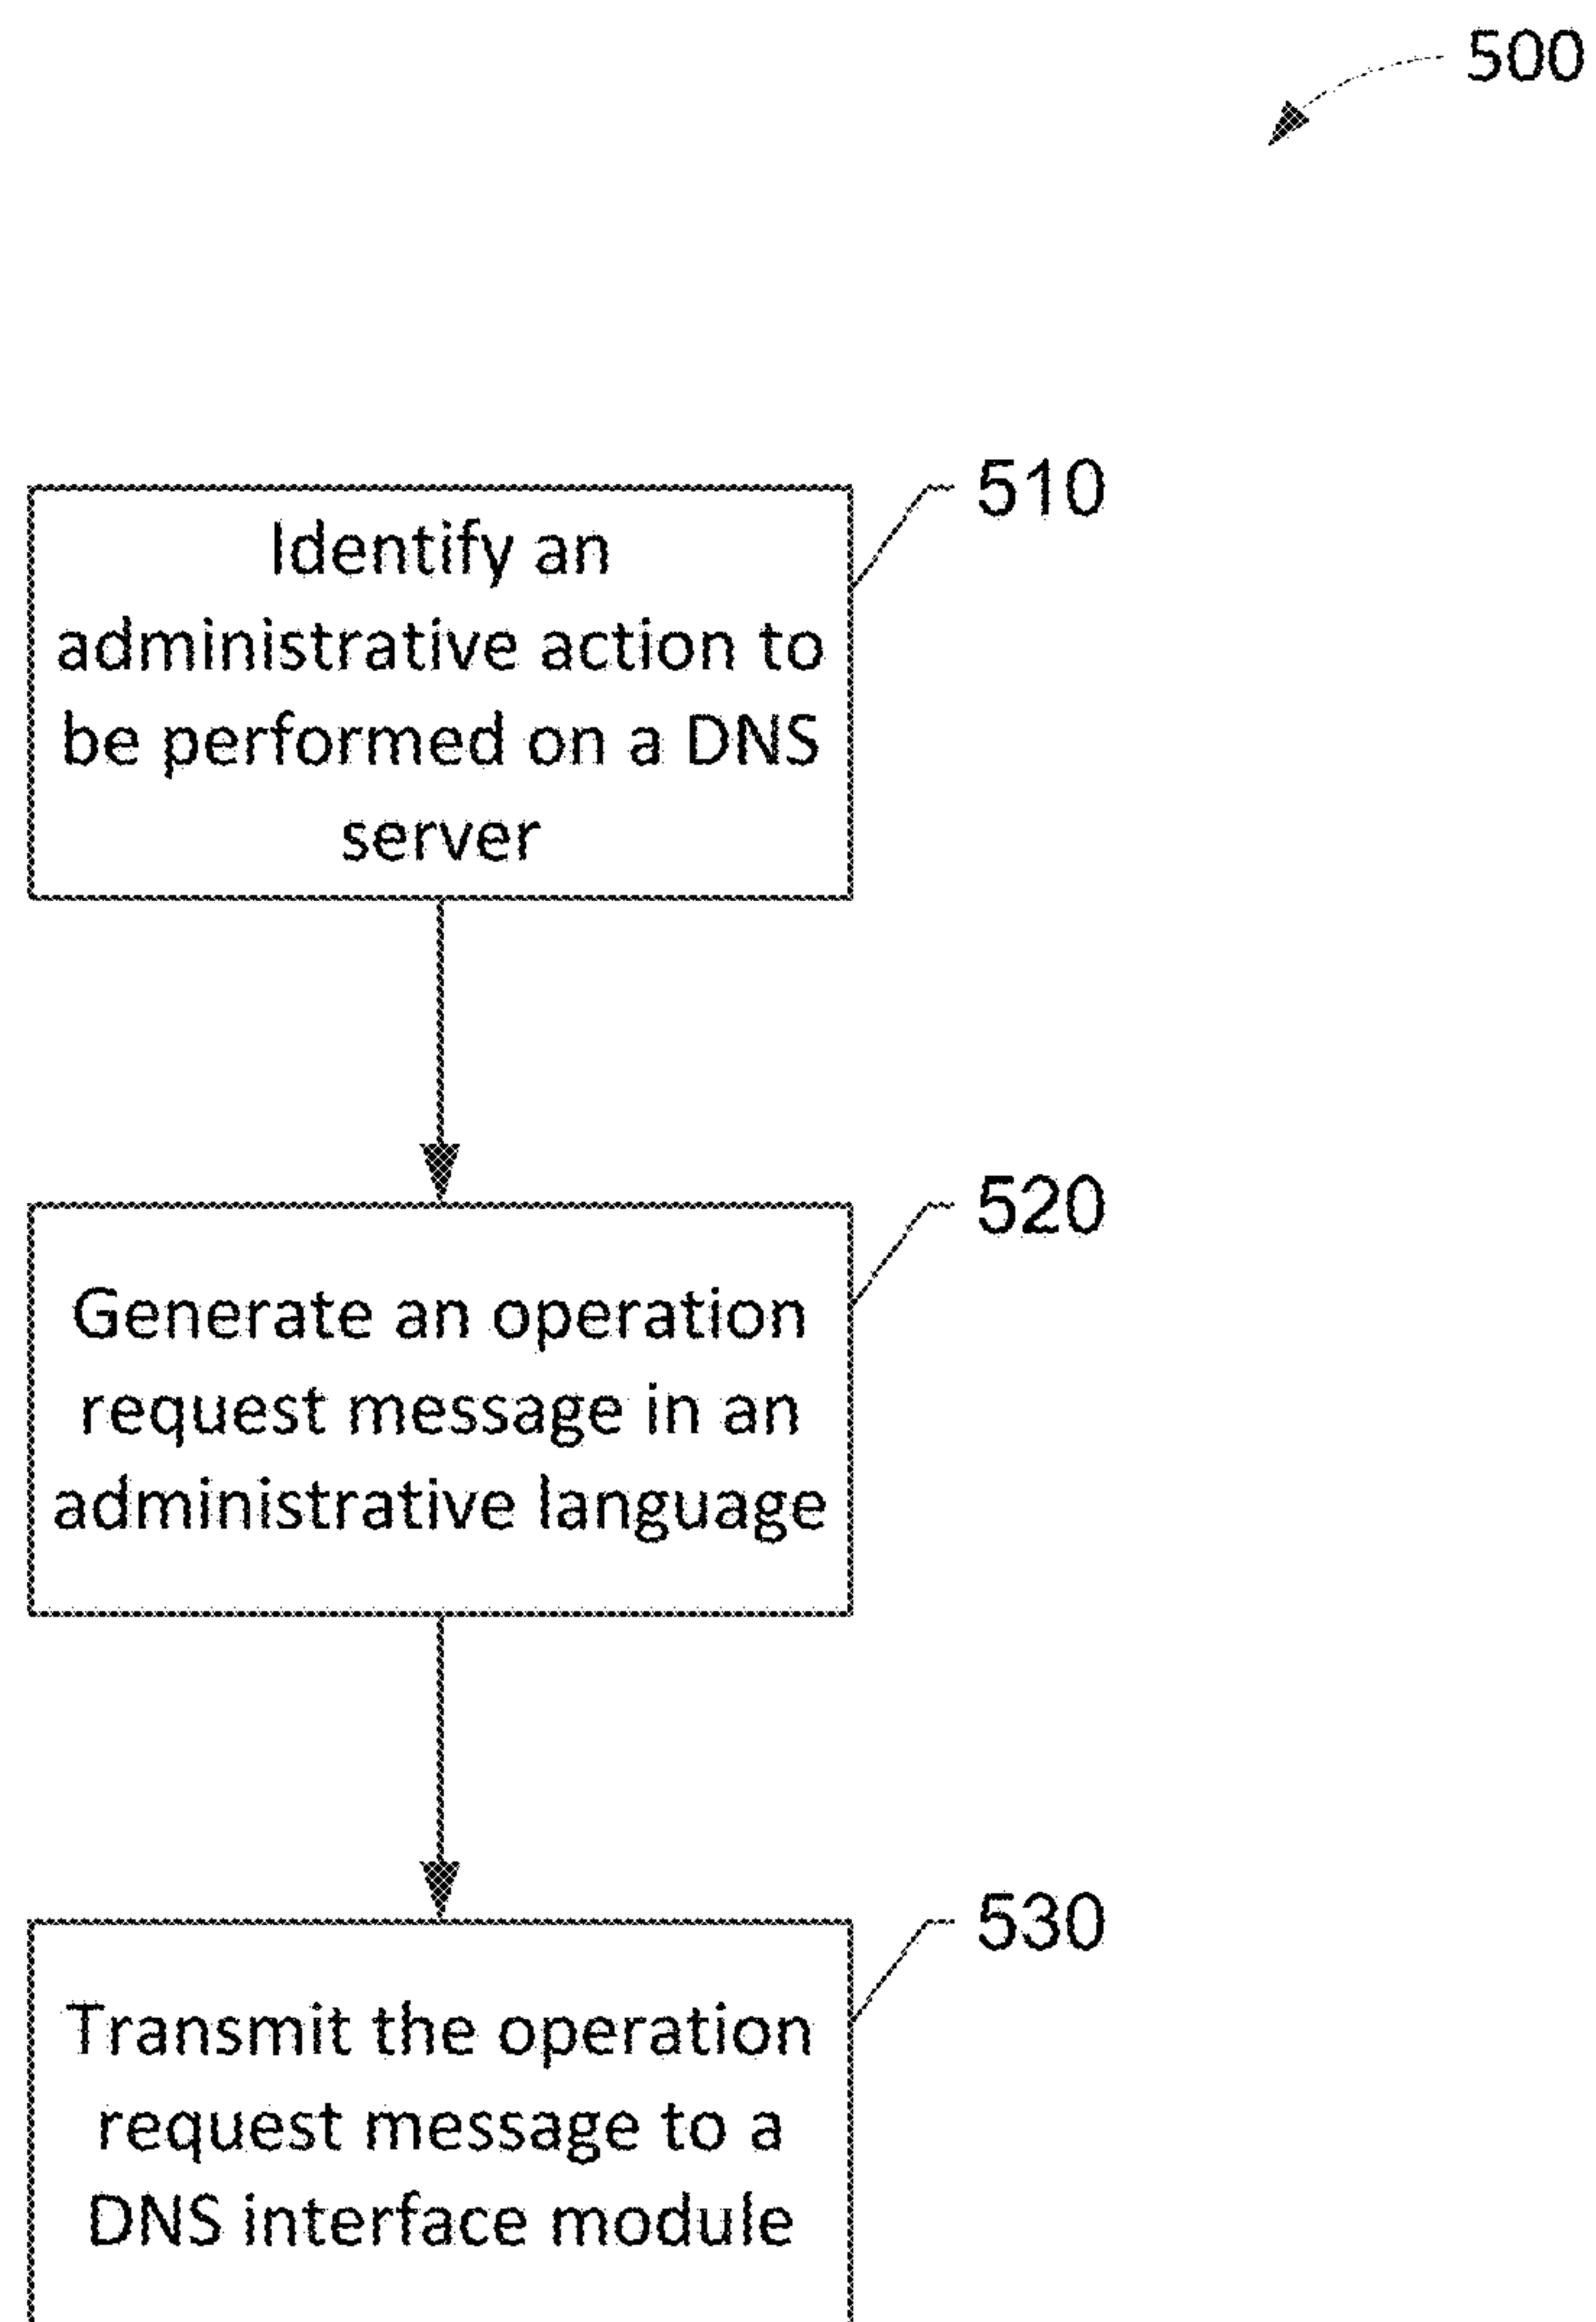 500
510
Identify an
administrative action to
be performed on a DNS
server
520
Generate an operation
request message in an
administrative language
530
Transmit the operation
request message to a
DNS interface module